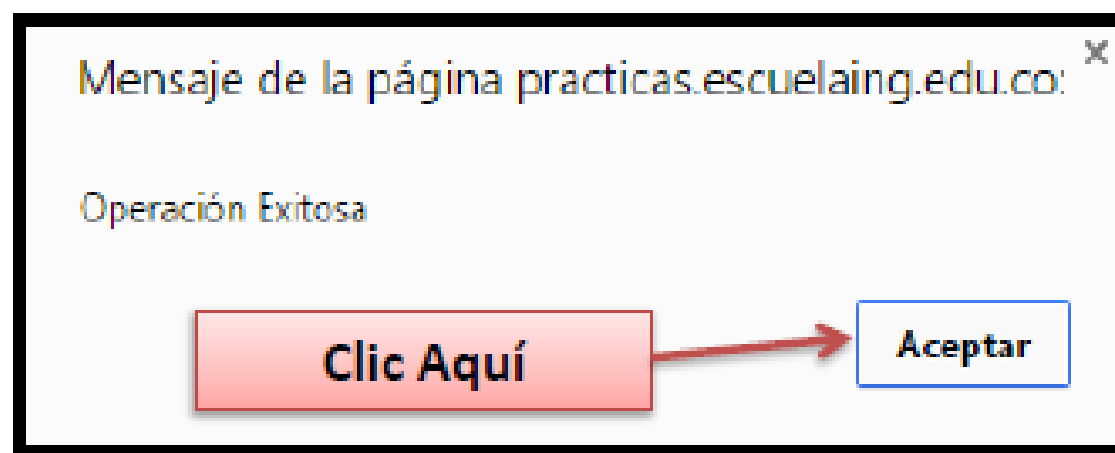 Mensaje de la página practicas.escuelaing.edu.co:
Operación Exitosa
Clic Aquí
Aceptar